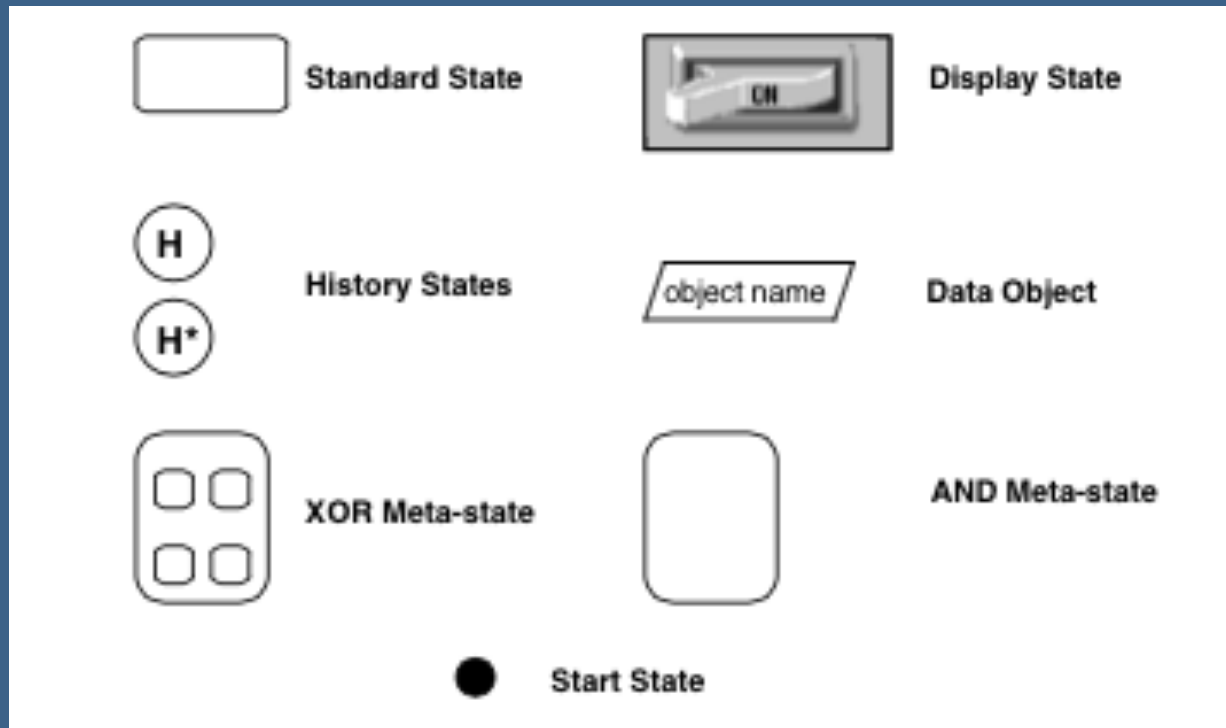 Standard State
ON
Display State
H
History States
H*
object name
Data Object
XOR Meta-state
AND Meta-state
Start State